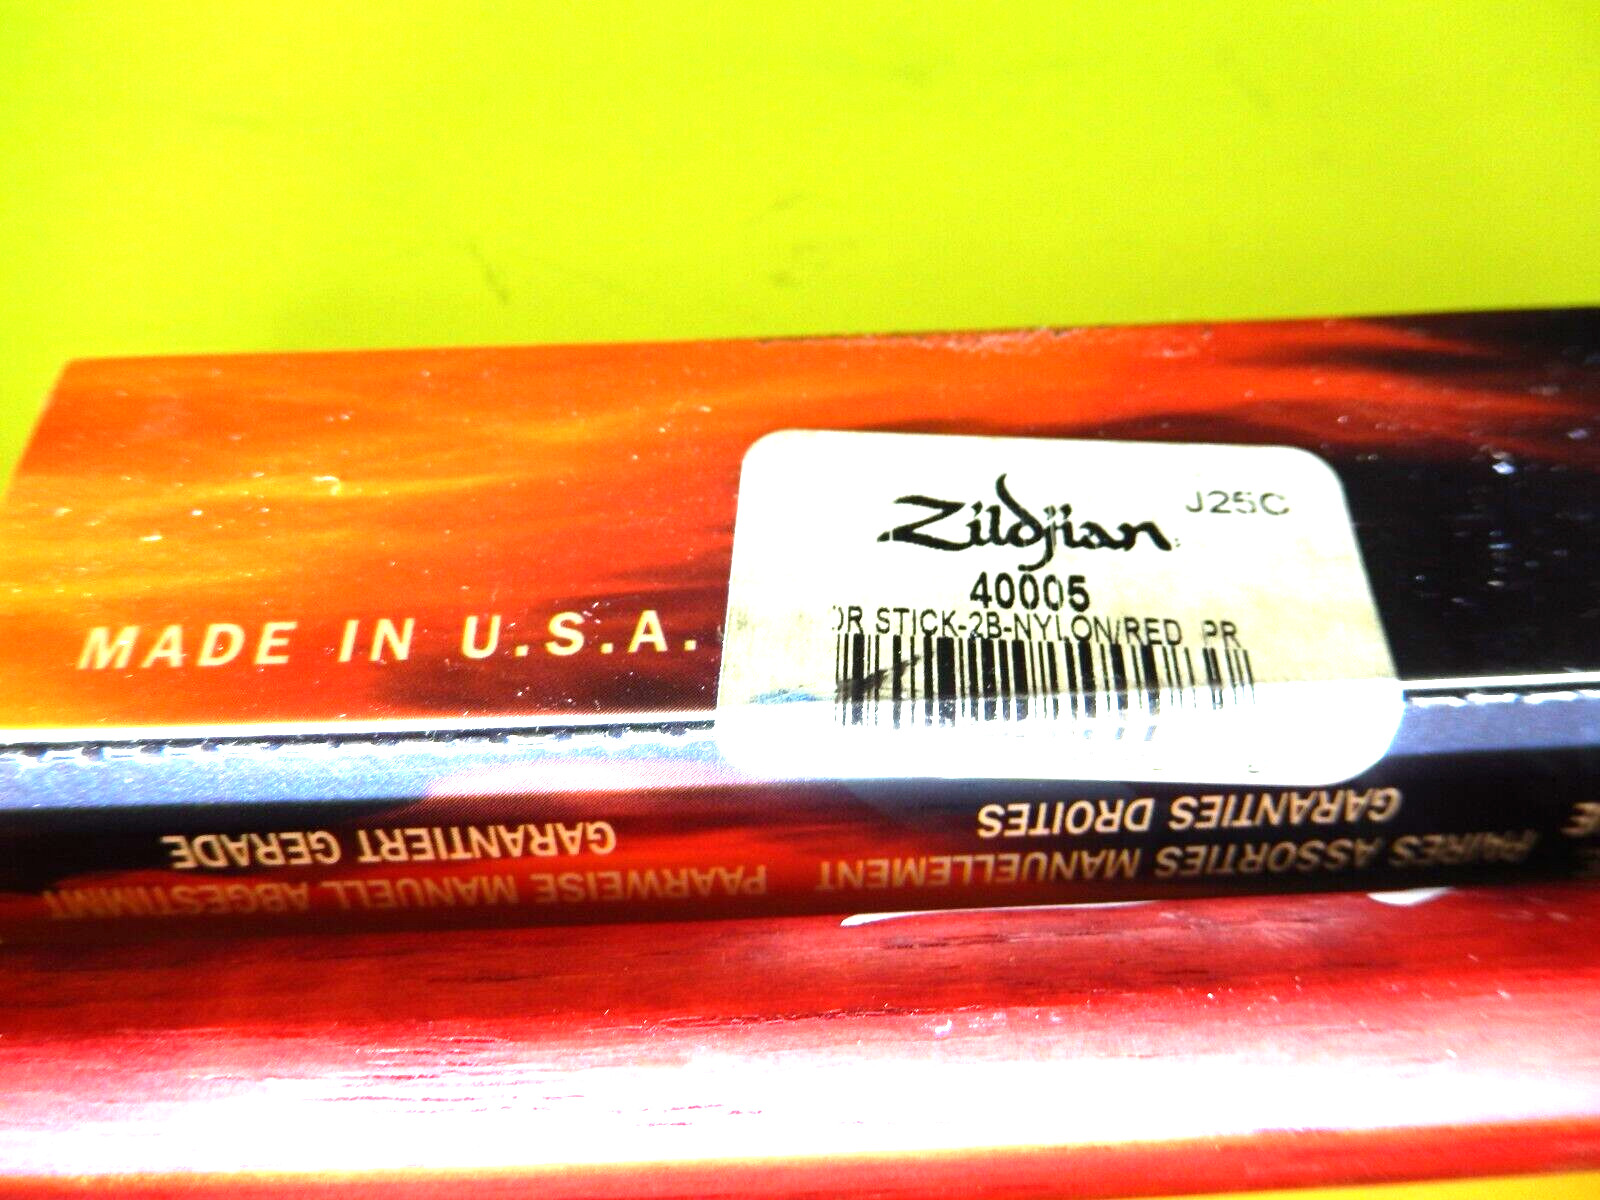 Zildjian
J25C
40005
OR STICK-2B-NYLON/RED PR
MADE IN U.S.A.
PAARWEISE MANUELL ABGESTIMMT
GARANTIERT GERADE
PAIRES ASSORTIES MANUELLEMENT
GARANTIES DROITES